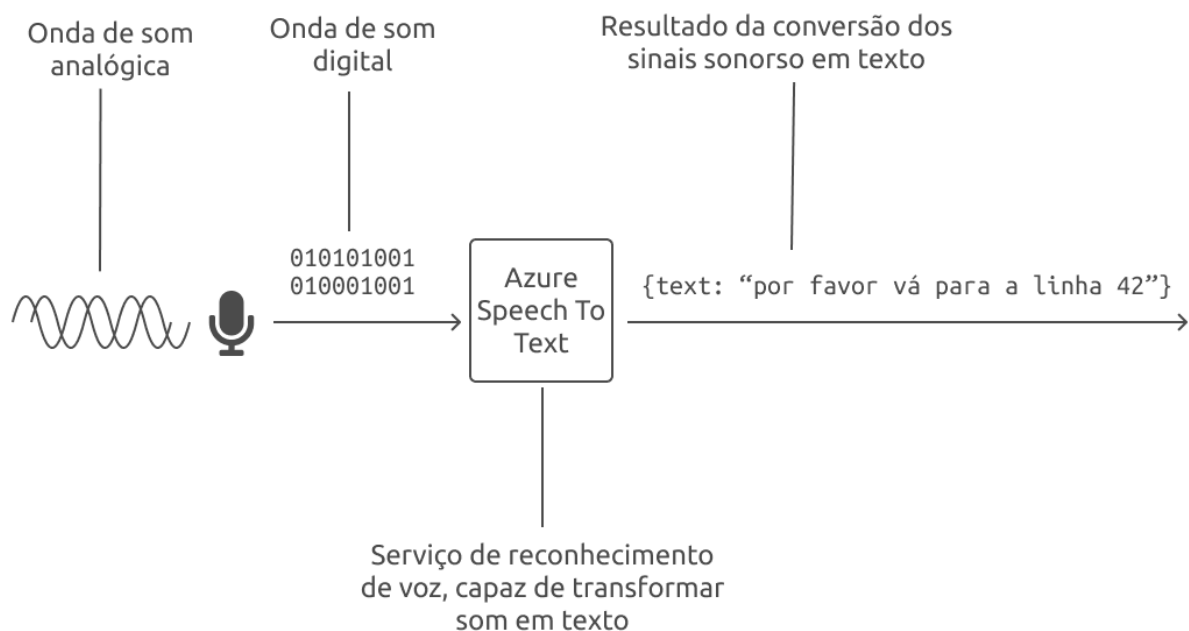 Onda de som
analógica
Onda de som
digital
Resultado da conversão dos
sinais sonorso em texto
010101001
010001001
Azure
Speech To
Text
{text: “por favor vá para a linha 42”}
Serviço de reconhecimento
de voz, capaz de transformar
som em texto